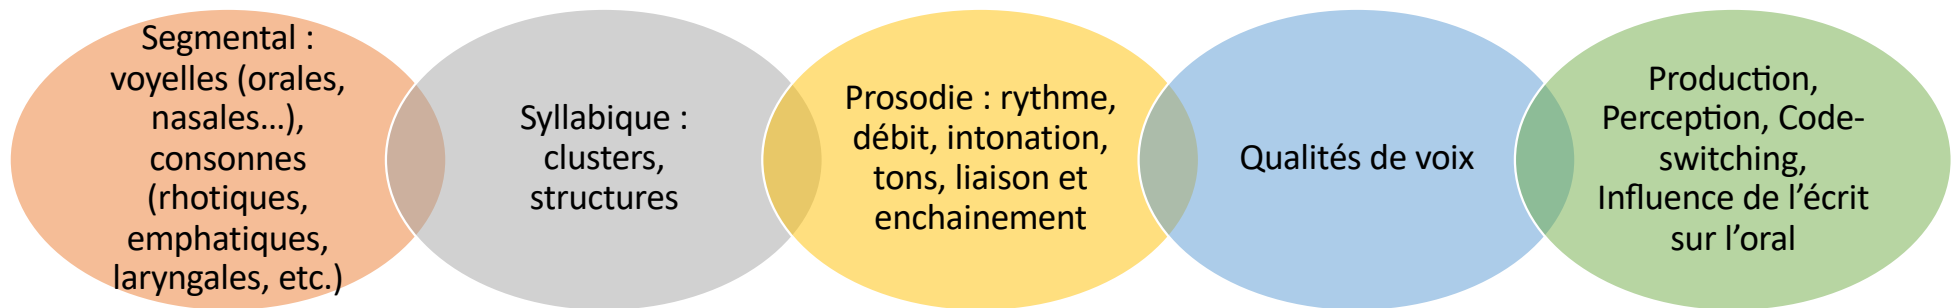 Segmental :
voyelles (orales,
nasales…),
consonnes
(rhotiques,
emphatiques,
laryngales, etc.)
Syllabique :
clusters,
structures
Prosodie : rythme,
débit, intonation,
tons, liaison et
enchainement
Qualités de voix
Production,
Perception, Code-
switching,
Influence de l’écrit
sur l’oral